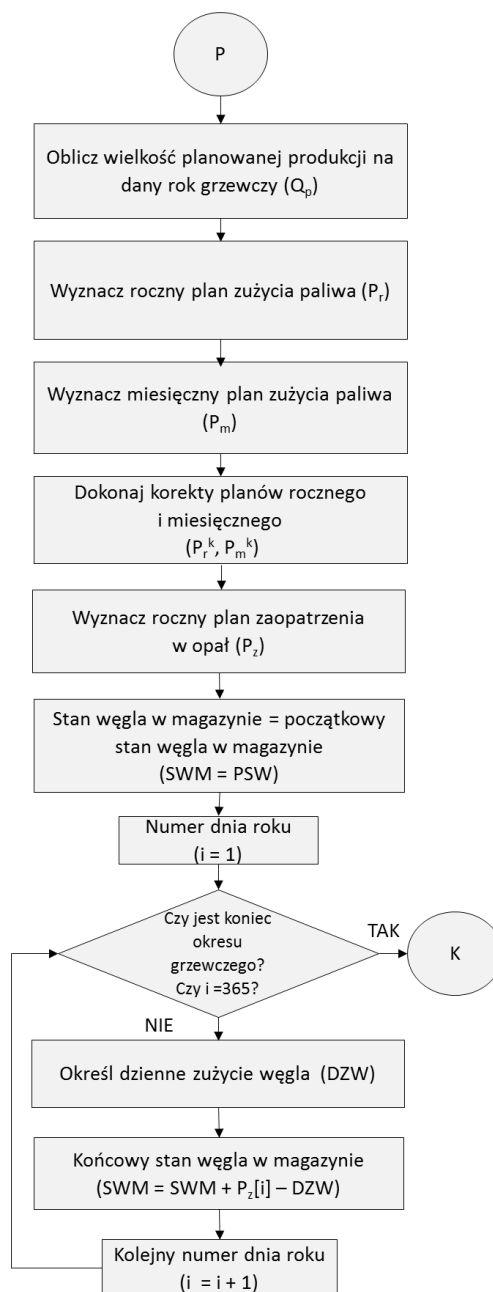 P
Oblicz wielkość planowanej produkcji na
dany rok grzewczy (Qₚ)
Wyznacz roczny plan zużycia paliwa (Pᵣ)
Wyznacz miesięczny plan zużycia paliwa
(Pₘ)
Dokonaj korekty planów rocznego
i miesięcznego
(Pᵣᵏ, Pₘᵏ)
Wyznacz roczny plan zaopatrzenia
w opał (P_z)
Stan węgla w magazynie = początkowy
stan węgla w magazynie
(SWM = PSW)
Numer dnia roku
(i = 1)
Czy jest koniec
okresu
grzewczego?
Czy i =365?
TAK
K
NIE
Określ dzienne zużycie węgla (DZW)
Końcowy stan węgla w magazynie
(SWM = SWM + P_z[i] – DZW)
Kolejny numer dnia roku
(i = i + 1)